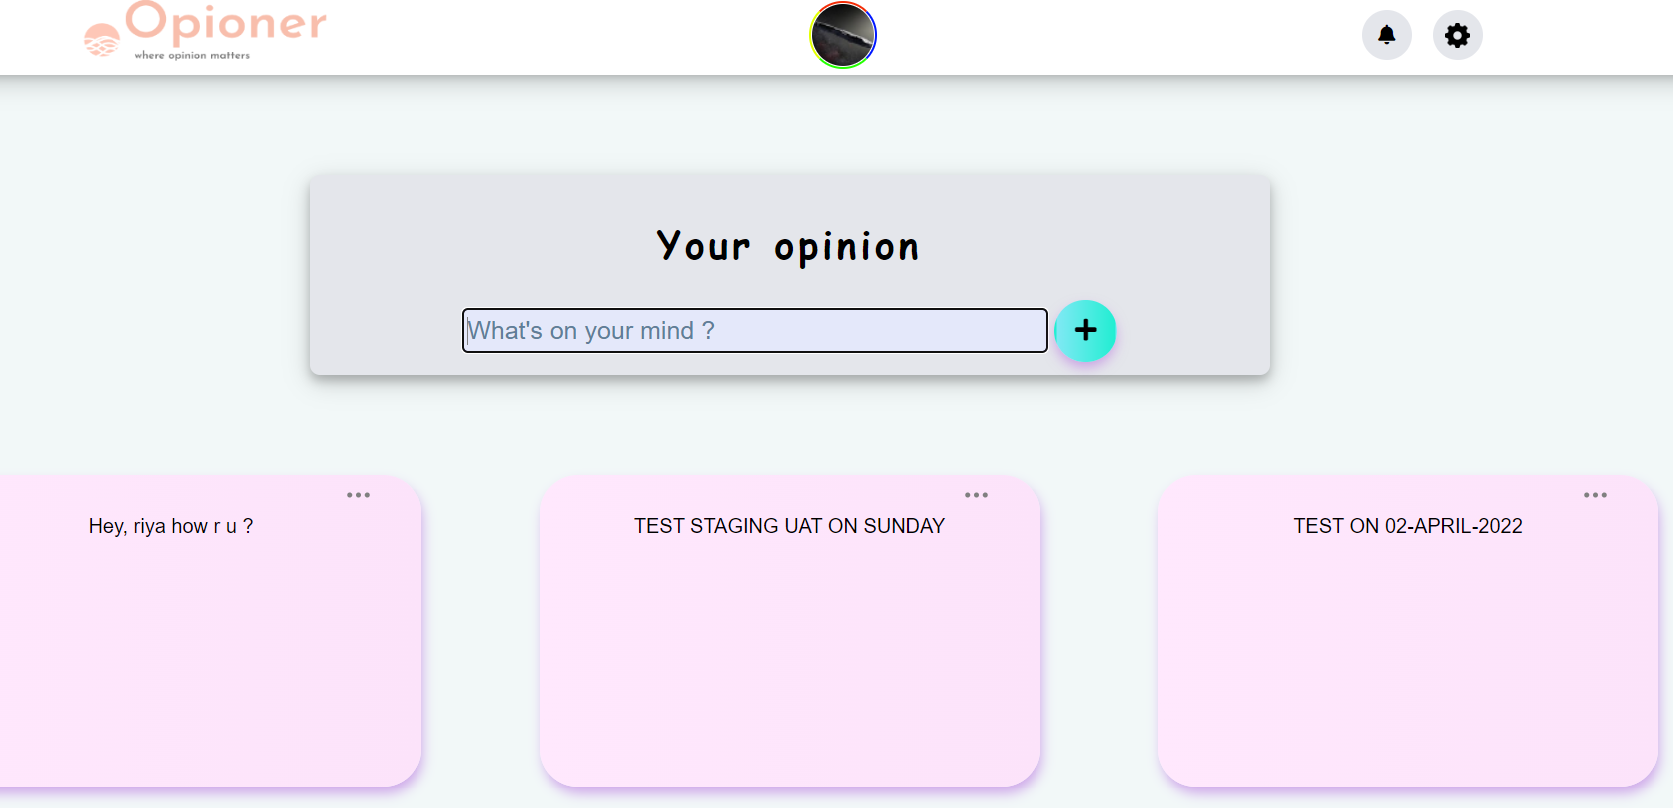 Opioner
where opinion matters
Your opinion
What's on your mind ?
Hey, riya how r u ?
TEST STAGING UAT ON SUNDAY
TEST ON 02-APRIL-2022